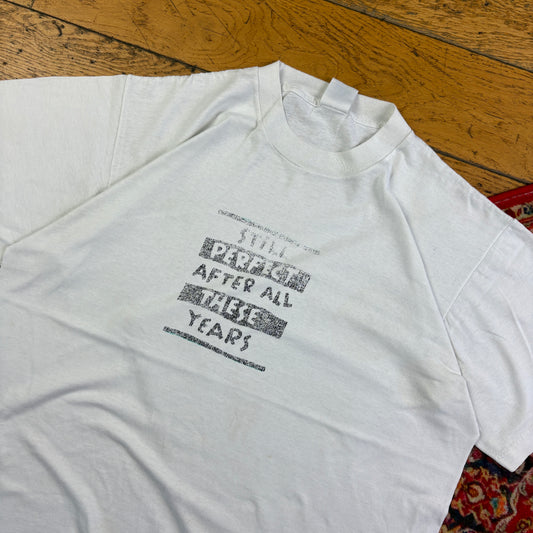 STILL
PERFECT
AFTER ALL
THESE
YEARS